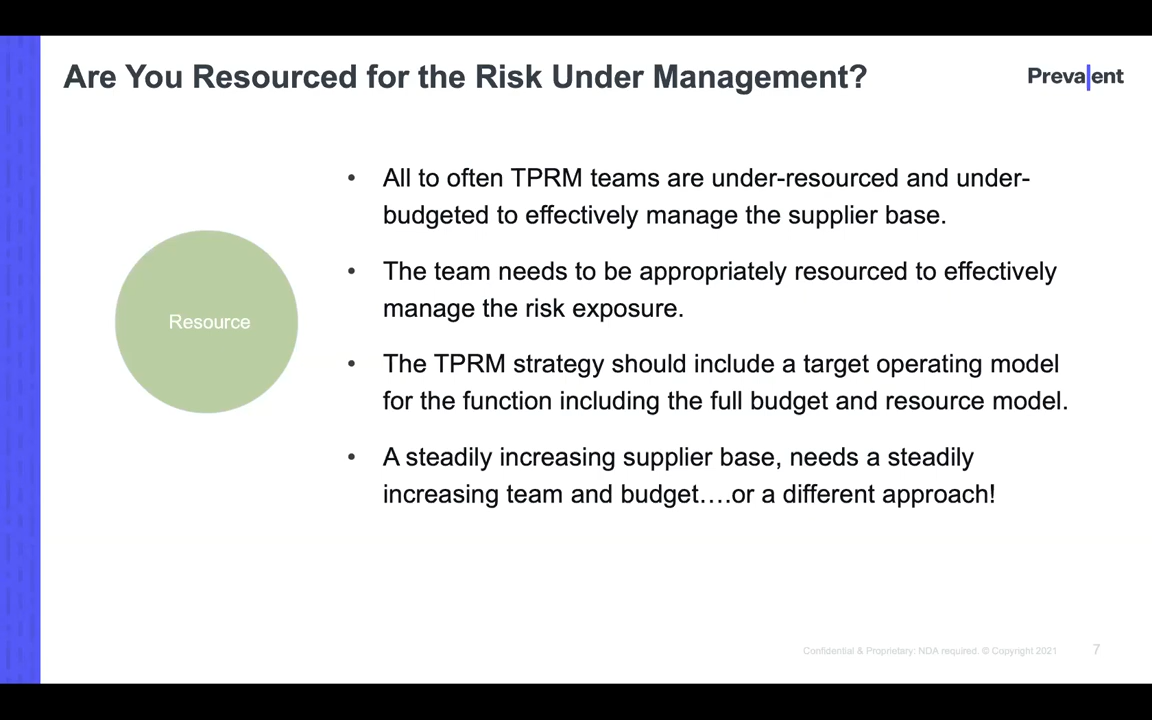 Are You Resourced for the Risk Under Management?
Prevalent
• All to often TPRM teams are under-resourced and under-
budgeted to effectively manage the supplier base.
• The team needs to be appropriately resourced to effectively
manage the risk exposure.
Resource
• The TPRM strategy should include a target operating model
for the function including the full budget and resource model.
• A steadily increasing supplier base, needs a steadily
increasing team and budget….or a different approach!
Confidential & Proprietary: NDA required. © Copyright 2021
7